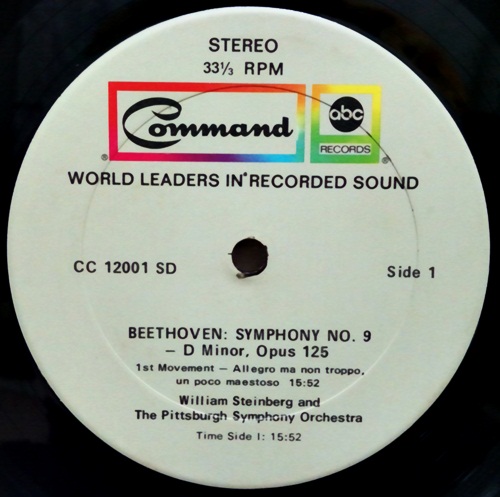 STEREO
33⅓ RPM
Command
abc
RECORDS
®
®
WORLD LEADERS IN RECORDED SOUND
CC 12001 SD
Side 1
BEETHOVEN: SYMPHONY NO. 9
– D Minor, Opus 125
1st Movement – Allegro ma non troppo,
un poco maestoso 15:52
William Steinberg and
The Pittsburgh Symphony Orchestra
Time Side I: 15:52